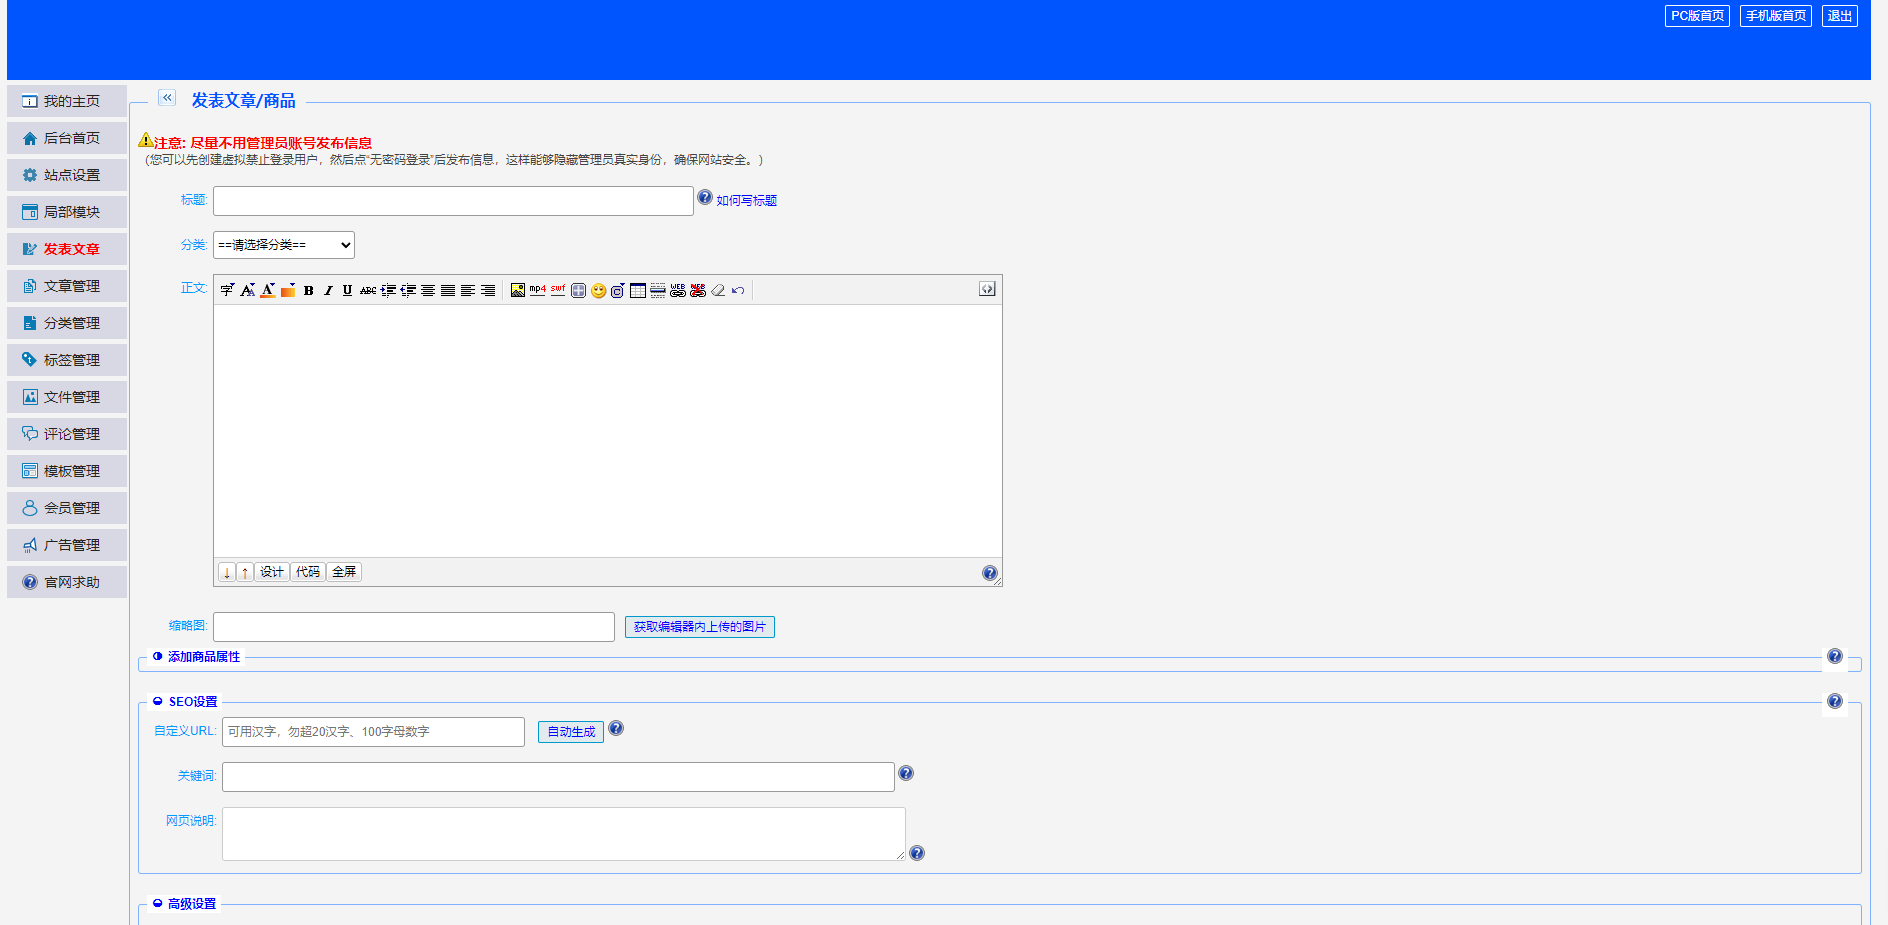 PC版首页 手机版首页 退出
我的主页
后台首页
站点设置
局部模块
发表文章
文章管理
分类管理
标签管理
文件管理
评论管理
模板管理
会员管理
广告管理
官网求助
« 发表文章/商品
注意: 尽量不用管理员账号发布信息
（您可以先创建虚拟禁止登录用户，然后点“无密码登录”后发布信息，这样能够隐藏管理员真实身份，确保网站安全。）
标题: ? 如何写标题
分类: ==请选择分类==
正文: 字 A A B I U ABC mp4 swf WEB WEB
↓ ↑ 设计 代码 全屏 ?
缩略图: 获取编辑器内上传的图片
添加商品属性 ?
SEO设置 ?
自定义URL: 可用汉字，勿超20汉字、100字母数字 自动生成 ?
关键词: ?
网页说明: ?
高级设置